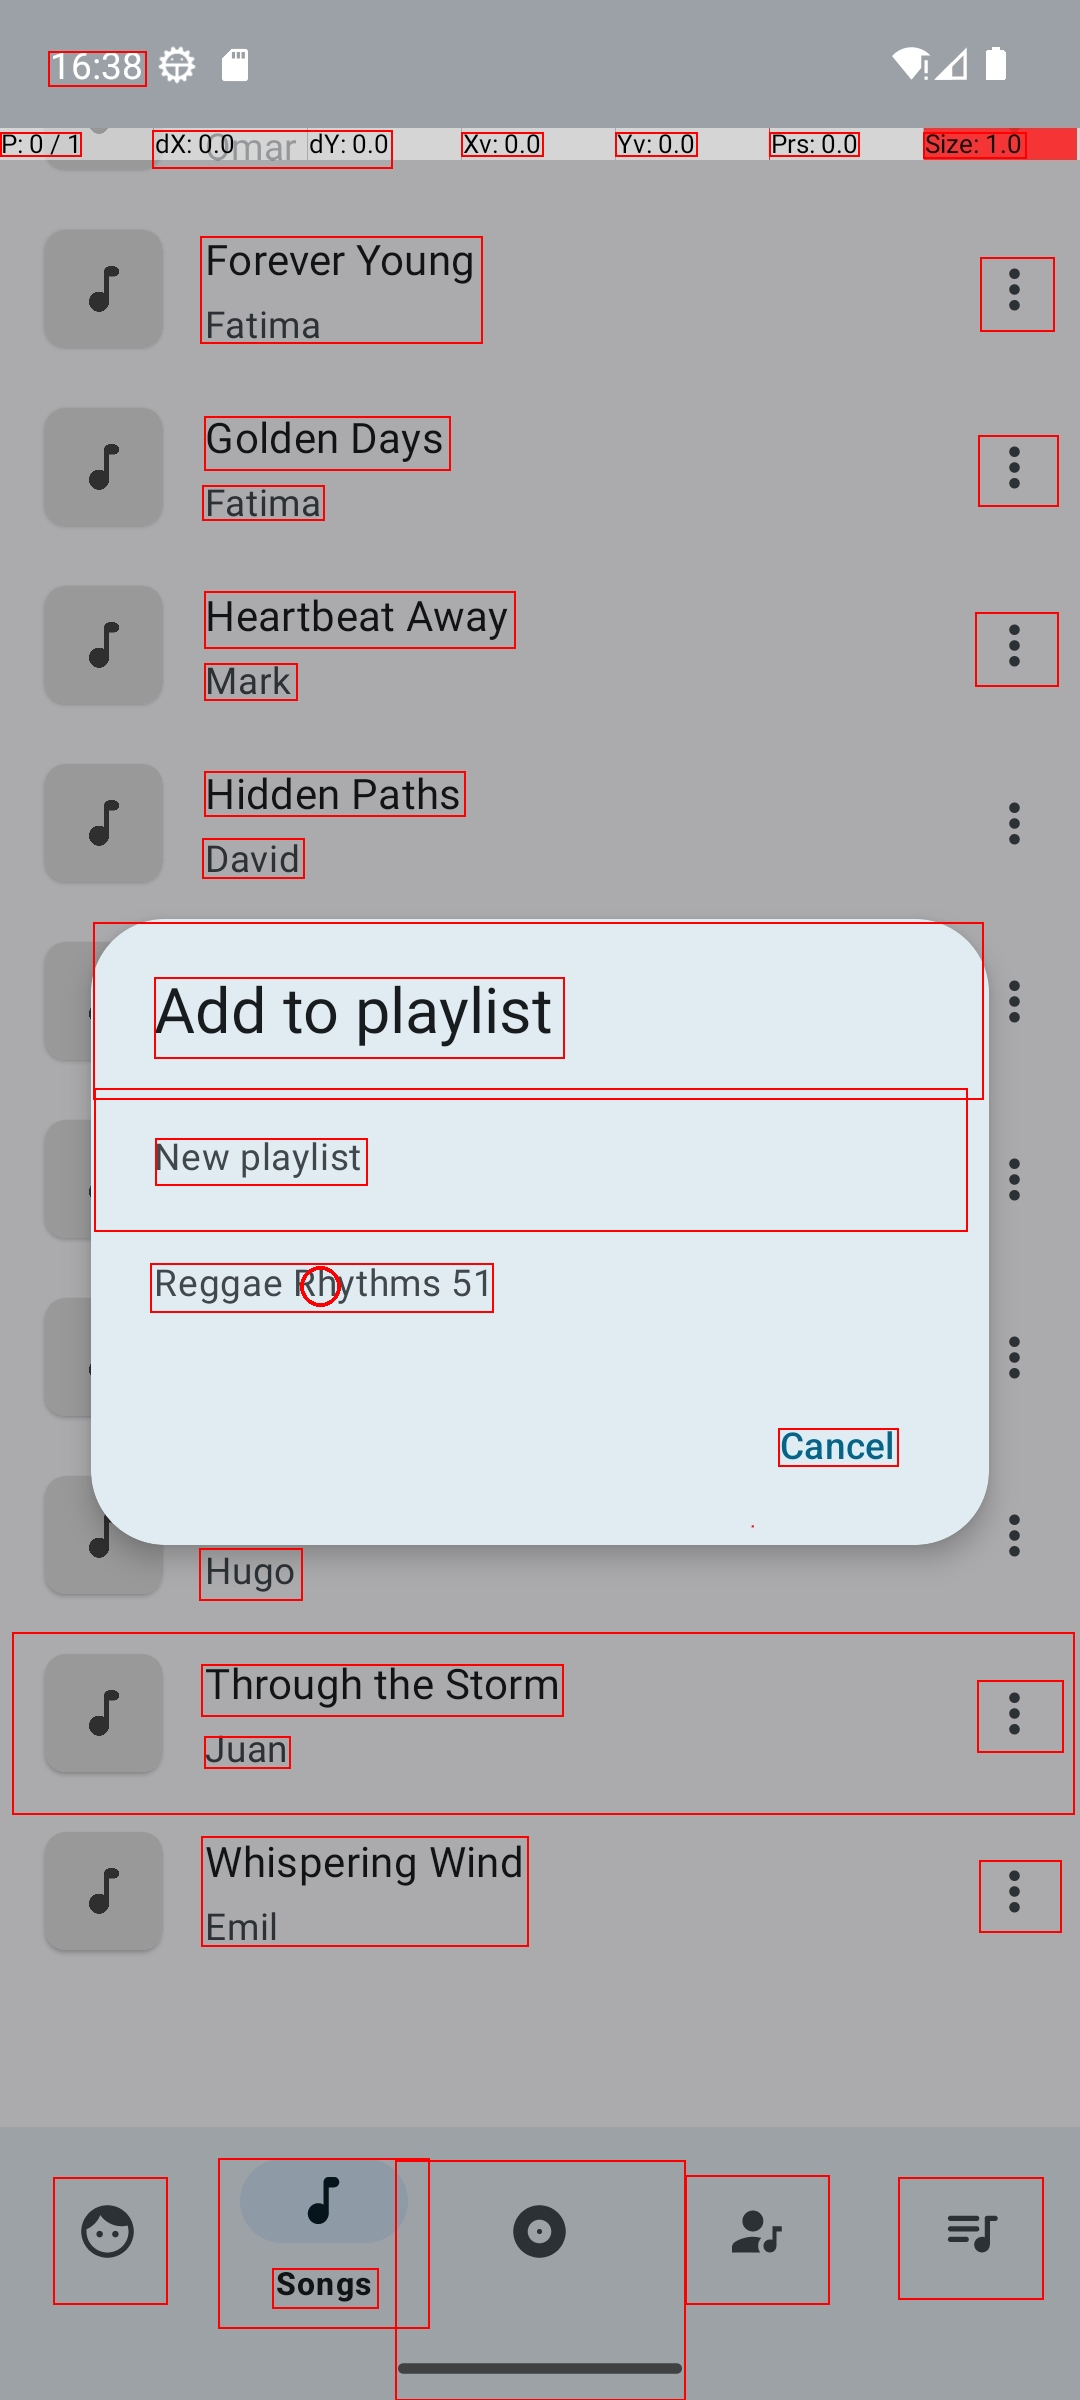 16:38
P: 0 / 1 dX: 0.0 dY: 0.0 Xv: 0.0 Yv: 0.0 Prs: 0.0 Size: 1.0
Omar
Forever Young
Fatima
Golden Days
Fatima
Heartbeat Away
Mark
Hidden Paths
David
Add to playlist
New playlist
Reggae Rhythms 51
Cancel
Hugo
Through the Storm
Juan
Whispering Wind
Emil
Songs